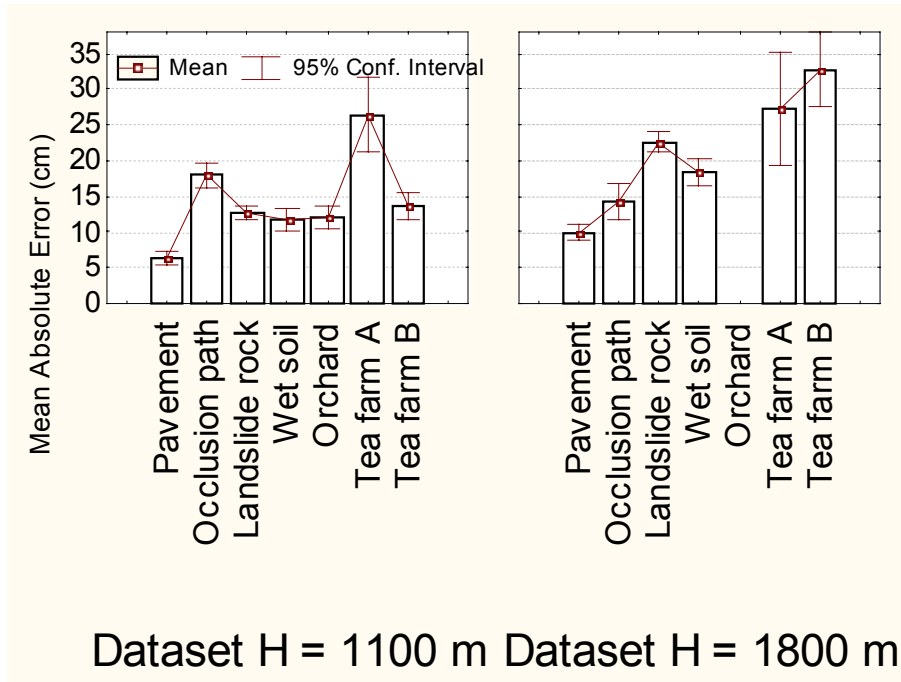 Mean Absolute Error (cm)
35
30
25
20
15
10
5
0
Mean 95% Conf. Interval
Pavement
Occlusion path
Landslide rock
Wet soil
Orchard
Tea farm A
Tea farm B
Pavement
Occlusion path
Landslide rock
Wet soil
Orchard
Tea farm A
Tea farm B
Dataset H = 1100 m Dataset H = 1800 m